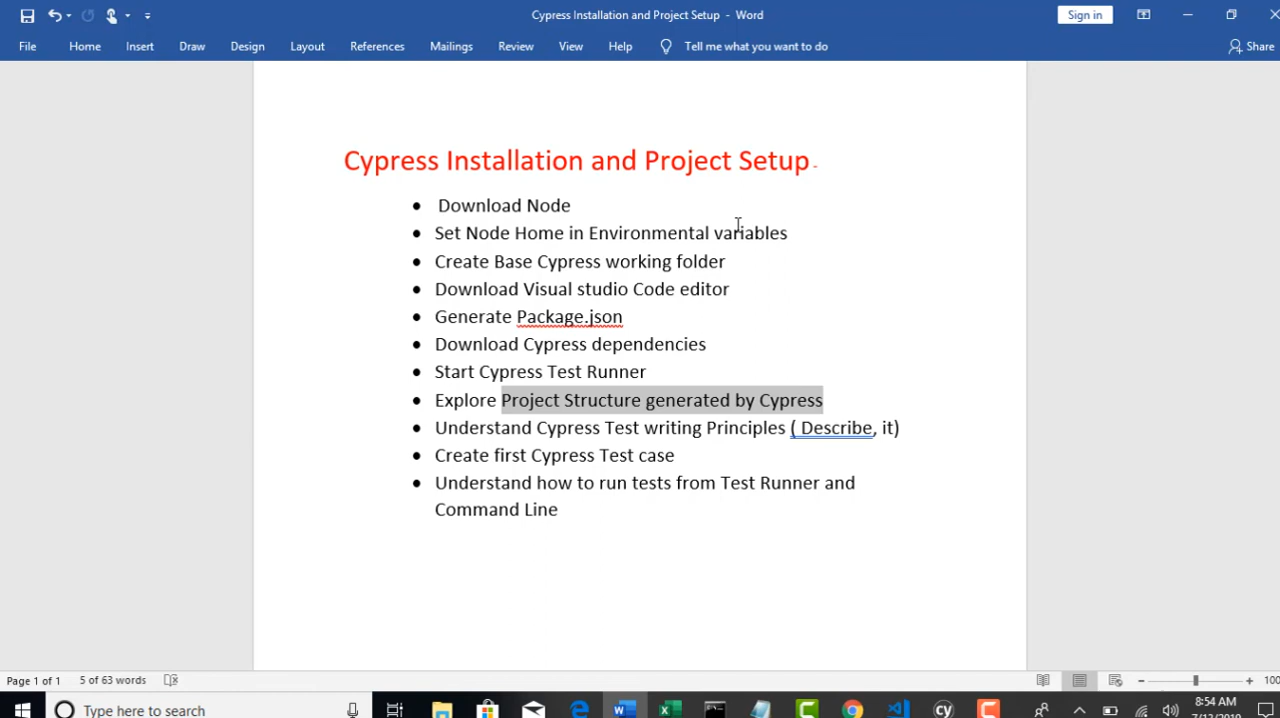 Cypress Installation and Project Setup - Word
Sign in
File Home Insert Draw Design Layout References Mailings Review View Help Tell me what you want to do Share
Cypress Installation and Project Setup -
• Download Node
• Set Node Home in Environmental variables
• Create Base Cypress working folder
• Download Visual studio Code editor
• Generate Package.json
• Download Cypress dependencies
• Start Cypress Test Runner
• Explore Project Structure generated by Cypress
• Understand Cypress Test writing Principles ( Describe, it)
• Create first Cypress Test case
• Understand how to run tests from Test Runner and
Command Line
Page 1 of 1 5 of 63 words
Type here to search
8:54 AM